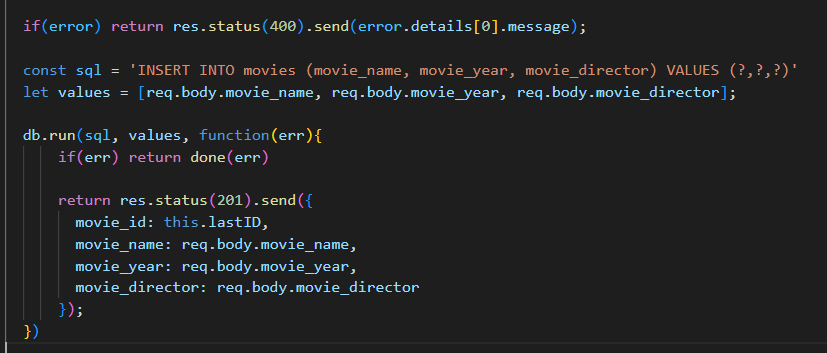 if(error) return res.status(400).send(error.details[0].message);
const sql = 'INSERT INTO movies (movie_name, movie_year, movie_director) VALUES (?,?,?)'
let values = [req.body.movie_name, req.body.movie_year, req.body.movie_director];
db.run(sql, values, function(err){
if(err) return done(err)
return res.status(201).send({
movie_id: this.lastID,
movie_name: req.body.movie_name,
movie_year: req.body.movie_year,
movie_director: req.body.movie_director
});
})